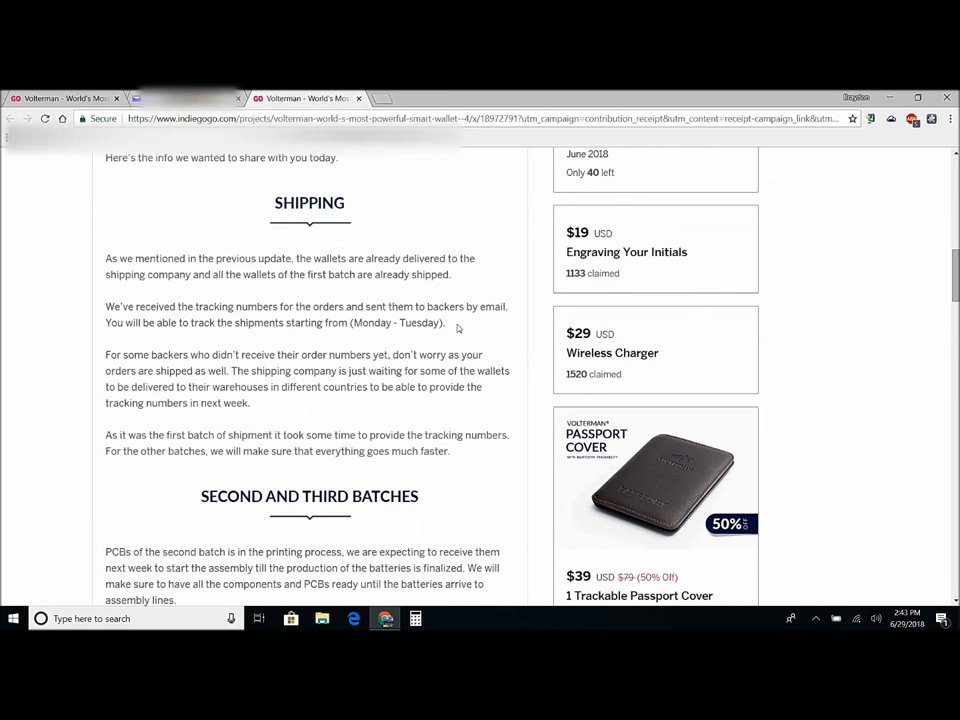 Volterman - World's Mos
Volterman - World's Mos
Brayden
Secure
https://www.indiegogo.com/projects/volterman-world-s-most-powerful-smart-wallet--4/x/18972791?utm_campaign=contribution_receipt&utm_content=receipt-campaign_link&utm...
Here's the info we wanted to share with you today.
SHIPPING
As we mentioned in the previous update, the wallets are already delivered to the
shipping company and all the wallets of the first batch are already shipped.
We've received the tracking numbers for the orders and sent them to backers by email.
You will be able to track the shipments starting from (Monday - Tuesday).
For some backers who didn't receive their order numbers yet, don't worry as your
orders are shipped as well. The shipping company is just waiting for some of the wallets
to be delivered to their warehouses in different countries to be able to provide the
tracking numbers in next week.
As it was the first batch of shipment it took some time to provide the tracking numbers.
For the other batches, we will make sure that everything goes much faster.
SECOND AND THIRD BATCHES
PCBs of the second batch is in the printing process, we are expecting to receive them
next week to start the assembly till the production of the batteries is finalized. We will
make sure to have all the components and PCBs ready until the batteries arrive to
assembly lines.
June 2018
Only 40 left
$19 USD
Engraving Your Initials
1133 claimed
$29 USD
Wireless Charger
1520 claimed
VOLTERMAN®
PASSPORT
COVER
WITH BLUETOOTH TRACEABILITY
50% OFF
$39 USD $79 (50% Off)
1 Trackable Passport Cover
Type here to search
2:43 PM
6/29/2018